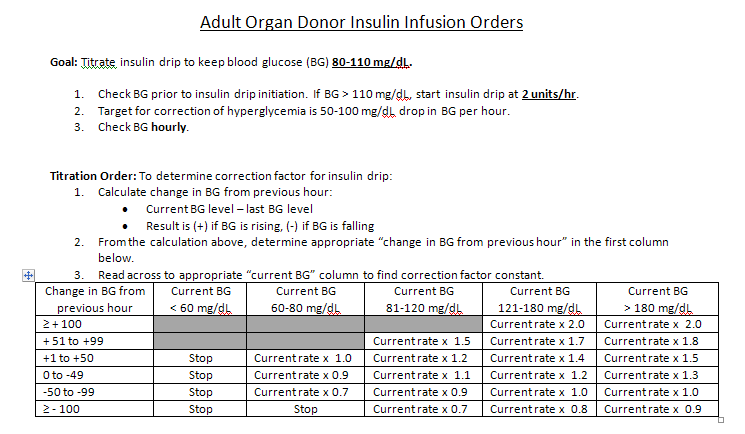 Adult Organ Donor Insulin Infusion Orders
Goal: Titrate insulin drip to keep blood glucose (BG) 80-110 mg/dL.
1. Check BG prior to insulin drip initiation. If BG > 110 mg/dL, start insulin drip at 2 units/hr.
2. Target for correction of hyperglycemia is 50-100 mg/dL drop in BG per hour.
3. Check BG hourly.
Titration Order: To determine correction factor for insulin drip:
1. Calculate change in BG from previous hour:
• Current BG level – last BG level
• Result is (+) if BG is rising, (-) if BG is falling
2. From the calculation above, determine appropriate “change in BG from previous hour” in the first column
below.
3. Read across to appropriate “current BG” column to find correction factor constant.
Change in BG from Current BG Current BG Current BG Current BG Current BG
previous hour < 60 mg/dL 60-80 mg/dL 81-120 mg/dL 121-180 mg/dL > 180 mg/dL
≥ + 100 Current rate x 2.0 Current rate x 2.0
+ 51 to +99 Current rate x 1.5 Current rate x 1.7 Current rate x 1.8
+1 to +50 Stop Current rate x 1.0 Current rate x 1.2 Current rate x 1.4 Current rate x 1.5
0 to -49 Stop Current rate x 0.9 Current rate x 1.1 Current rate x 1.2 Current rate x 1.3
-50 to -99 Stop Current rate x 0.7 Current rate x 0.9 Current rate x 1.0 Current rate x 1.0
≥ - 100 Stop Stop Current rate x 0.7 Current rate x 0.8 Current rate x 0.9